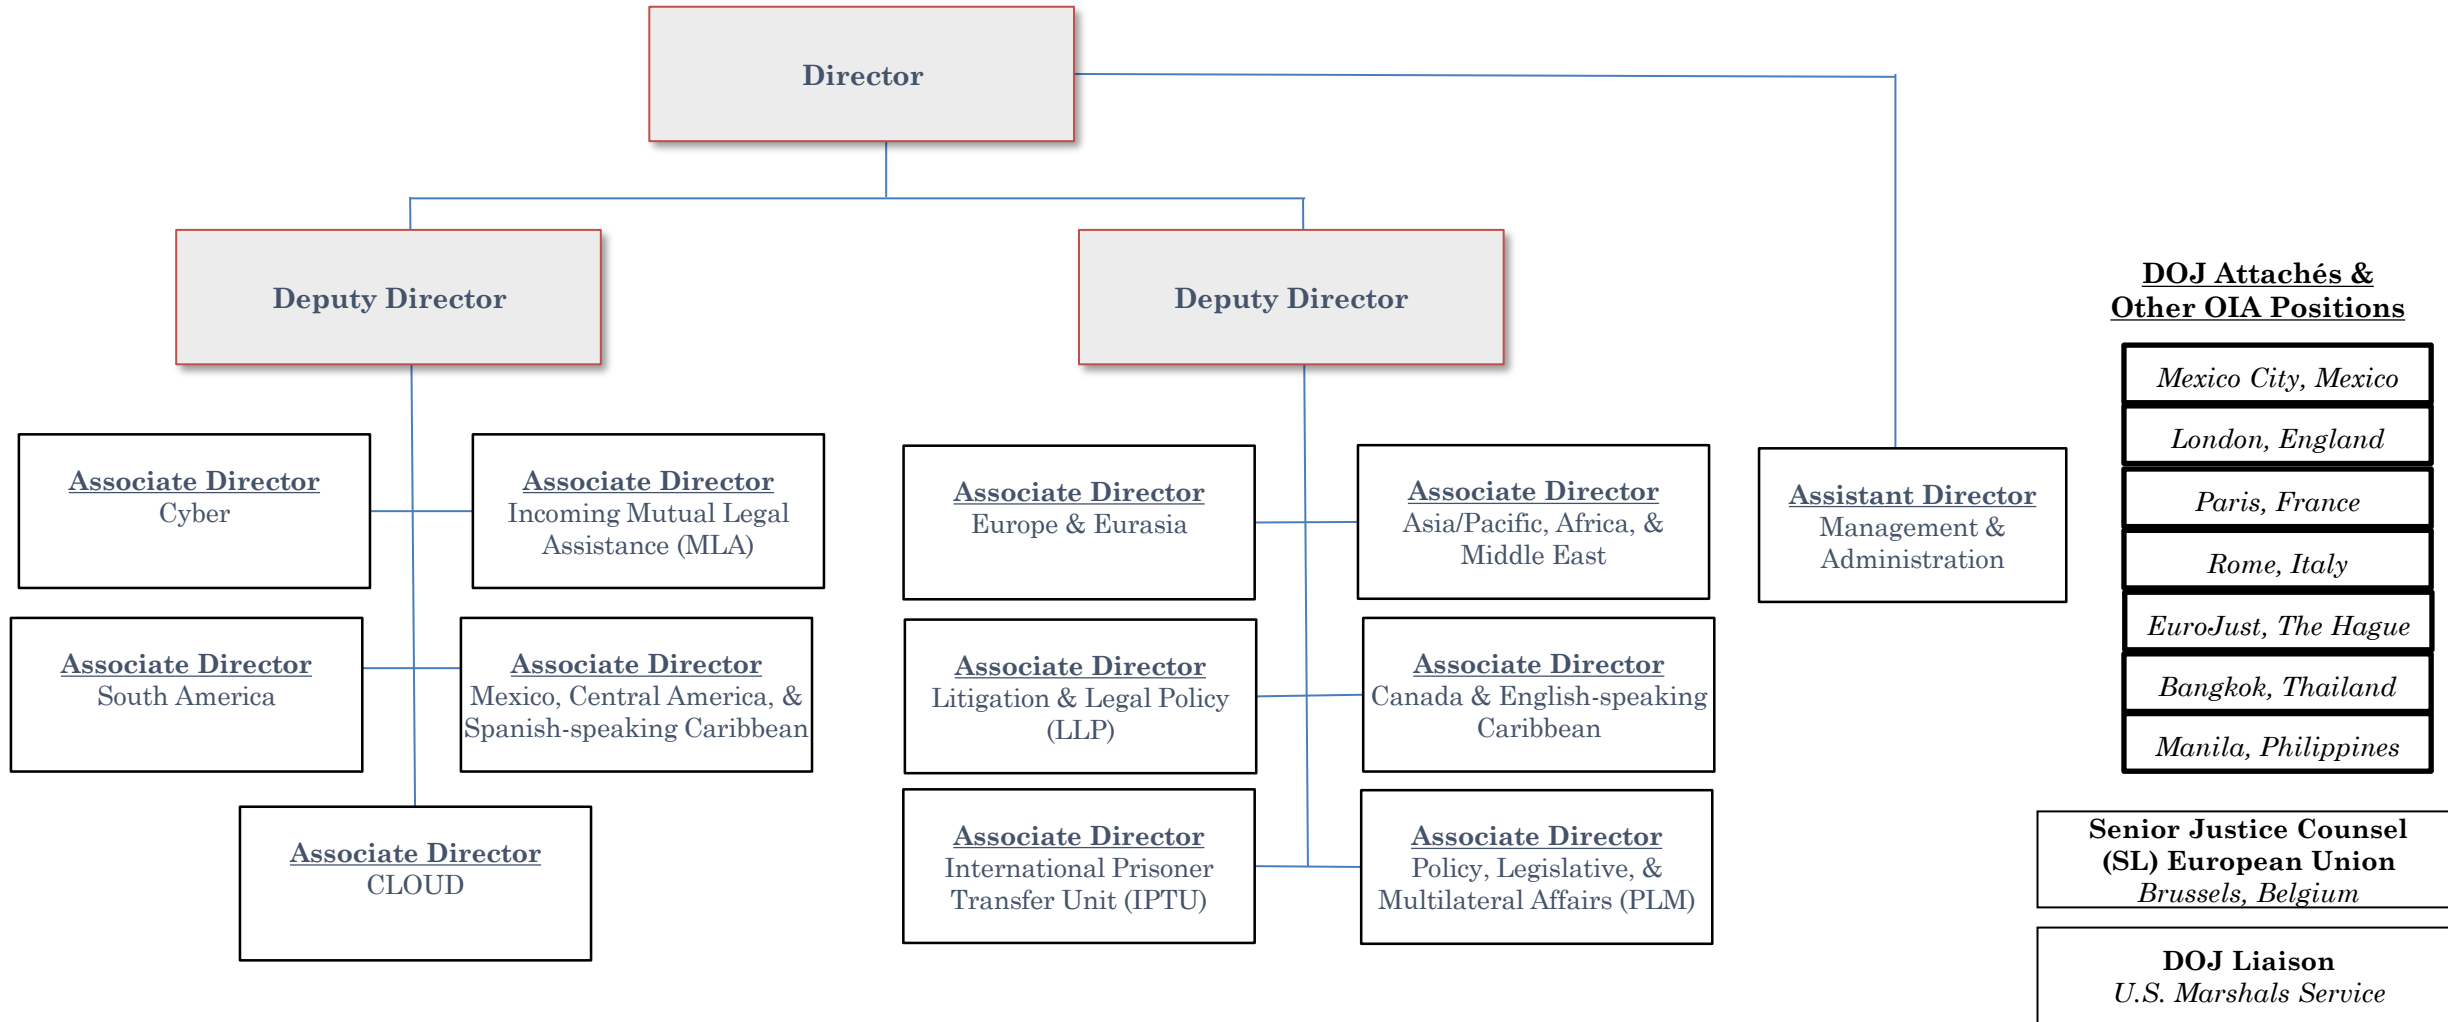 Director
Deputy Director
Deputy Director
Associate Director
Cyber
Associate Director
Incoming Mutual Legal
Assistance (MLA)
Associate Director
South America
Associate Director
Mexico, Central America, &
Spanish-speaking Caribbean
Associate Director
CLOUD
Associate Director
Europe & Eurasia
Associate Director
Asia/Pacific, Africa, &
Middle East
Associate Director
Litigation & Legal Policy
(LLP)
Associate Director
Canada & English-speaking
Caribbean
Associate Director
International Prisoner
Transfer Unit (IPTU)
Associate Director
Policy, Legislative, &
Multilateral Affairs (PLM)
Assistant Director
Management &
Administration
DOJ Attachés &
Other OIA Positions
Mexico City, Mexico
London, England
Paris, France
Rome, Italy
EuroJust, The Hague
Bangkok, Thailand
Manila, Philippines
Senior Justice Counsel
(SL) European Union
Brussels, Belgium
DOJ Liaison
U.S. Marshals Service